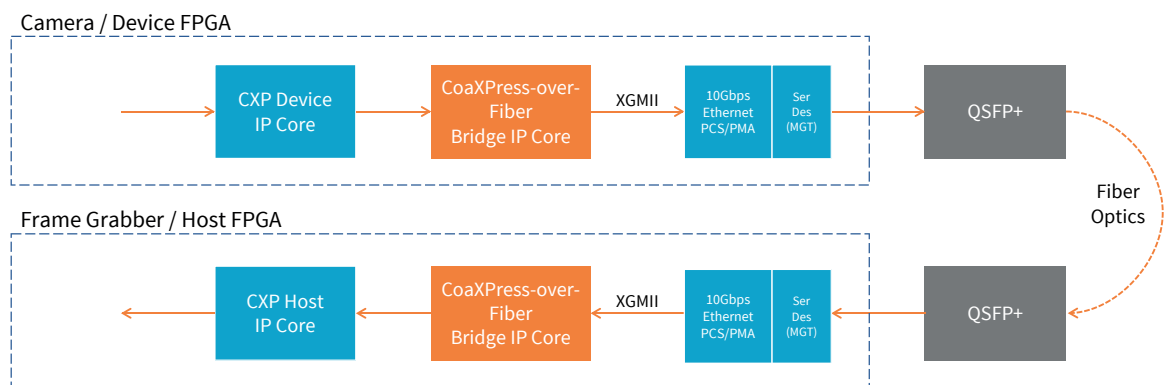 Camera / Device FPGA
CXP Device
IP Core
CoaXPress-over-
Fiber
Bridge IP Core
XGMII
10Gbps
Ethernet
PCS/PMA
Ser
Des
(MGT)
QSFP+
Fiber
Optics
Frame Grabber / Host FPGA
CXP Host
IP Core
CoaXPress-over-
Fiber
Bridge IP Core
XGMII
10Gbps
Ethernet
PCS/PMA
Ser
Des
(MGT)
QSFP+